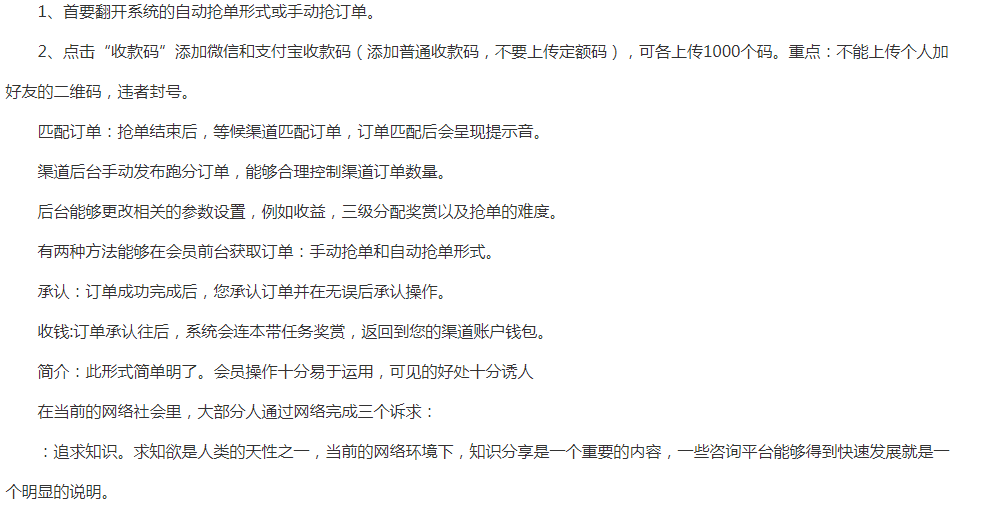 1、首要翻开系统的自动抢单形式或手动抢订单。
2、点击“收款码“添加微信和支付宝收款码（添加普通收款码，不要上传定额码），可各上传1000个码。重点：不能上传个人加
好友的二维码，违者封号。
匹配订单：抢单结束后，等候渠道匹配订单，订单匹配后会呈现提示音。
渠道后台手动发布跑分订单，能够合理控制渠道订单数量。
后台能够更改相关的参数设置，例如收益，三级分配奖赏以及抢单的难度。
有两种方法能够在会员前台获取订单：手动抢单和自动抢单形式。
承认：订单成功完成后，您承认订单并在无误后承认操作。
收钱:订单承认往后，系统会连本带任务奖赏，返回到您的渠道账户钱包。
简介：此形式简单明了。会员操作十分易于运用，可见的好处十分诱人
在当前的网络社会里，大部分人通过网络完成三个诉求：
：追求知识。求知欲是人类的天性之一，当前的网络环境下，知识分享是一个重要的内容，一些咨询平台能够得到快速发展就是一
个明显的说明。